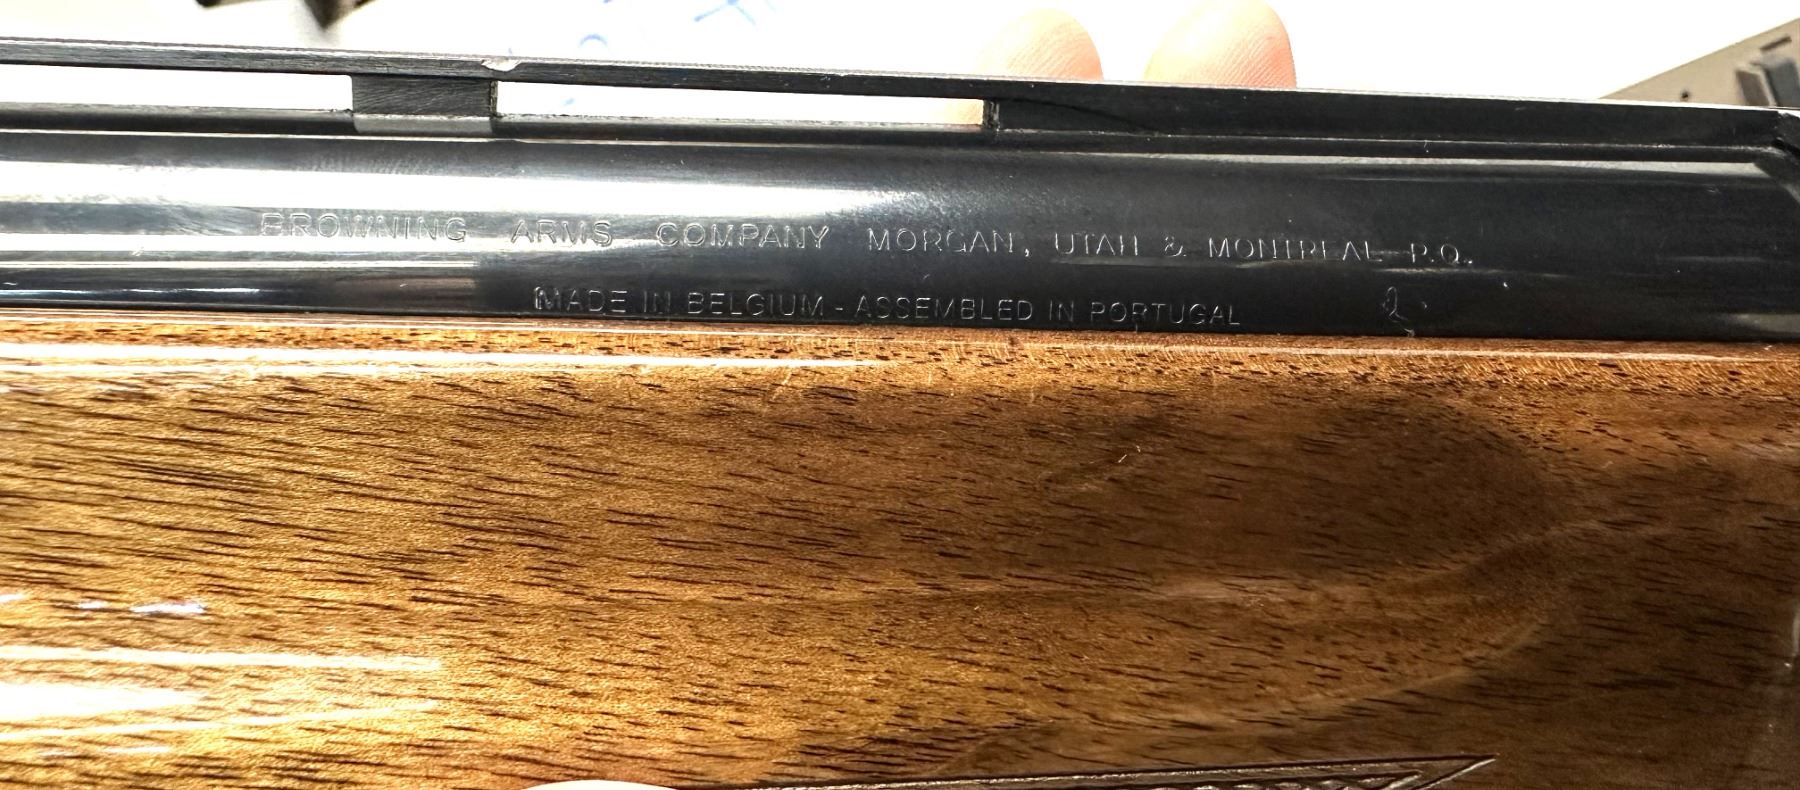 BROWNING ARMS COMPANY MORGAN, UTAH & MONTREAL P.Q.
MADE IN BELGIUM - ASSEMBLED IN PORTUGAL